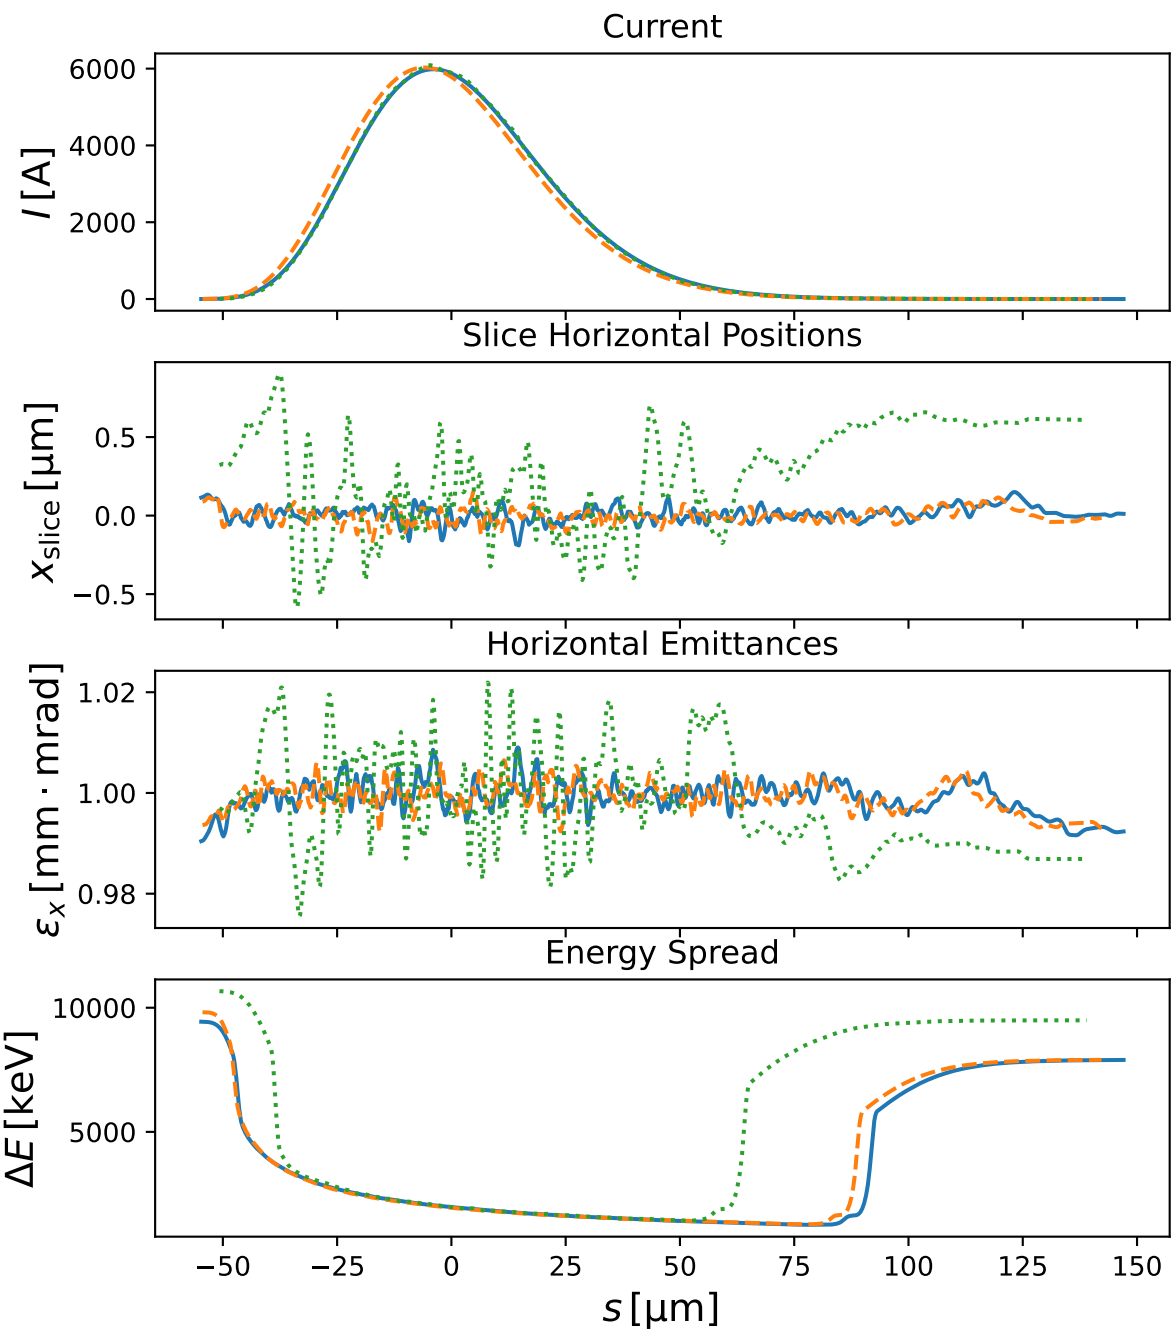 Current
6000
4000
2000
0
I [A]
Slice Horizontal Positions
0.5
0.0
−0.5
xslice [μm]
Horizontal Emittances
1.02
1.00
0.98
εx [mm · mrad]
Energy Spread
10000
5000
ΔE [keV]
−50 −25 0 25 50 75 100 125 150
s [μm]